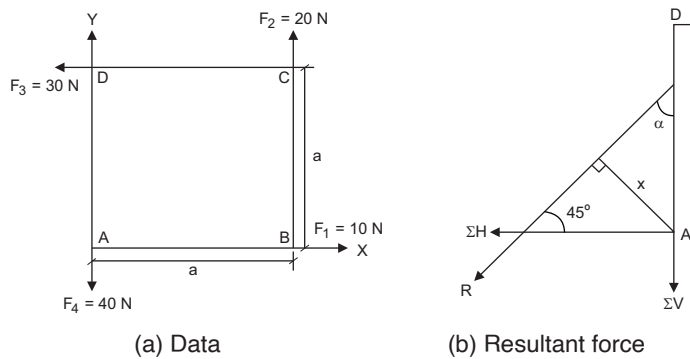 Y
F₂ = 20 N
D
C
F₃ = 30 N
a
A
B
F₁ = 10 N
X
a
F₄ = 40 N
(a) Data
D
α
x
45°
ΣH
A
R
ΣV
(b) Resultant force